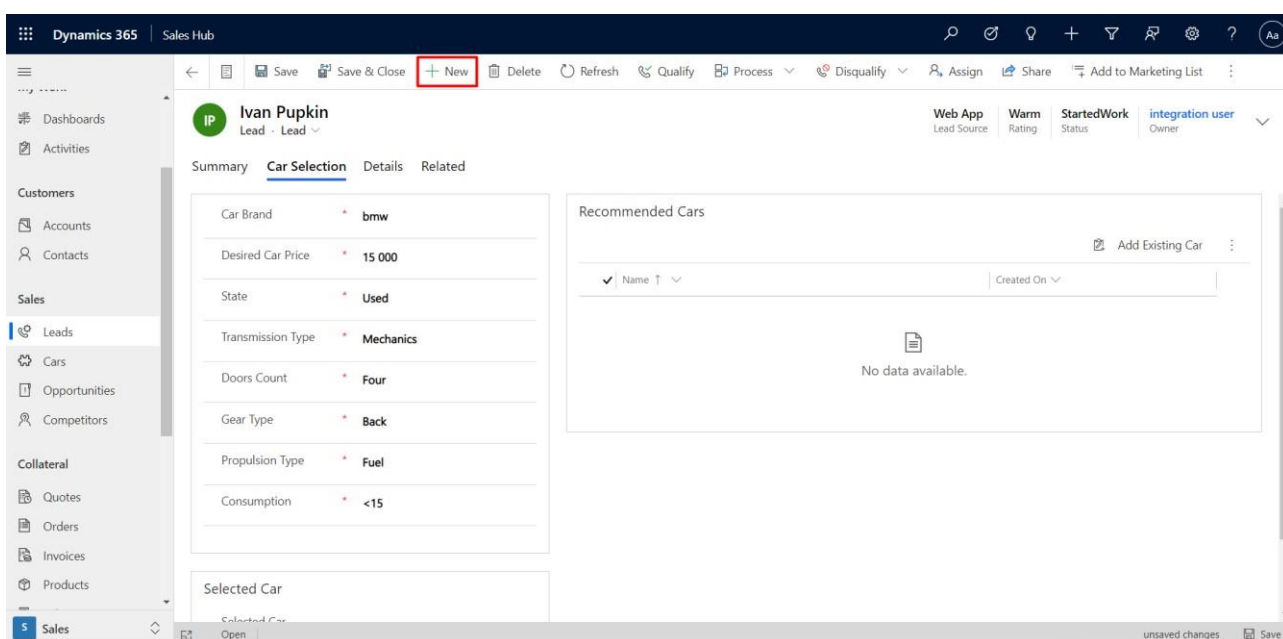 Dynamics 365 Sales Hub ? Aa
Save Save & Close New Delete Refresh Qualify Process Disqualify Assign Share Add to Marketing List
Dashboards
Activities
Customers
Accounts
Contacts
Sales
Leads
Cars
Opportunities
Competitors
Collateral
Quotes
Orders
Invoices
Products
S Sales
IP Ivan Pupkin
Lead · Lead
Web App Warm StartedWork integration user
Lead Source Rating Status Owner
Summary Car Selection Details Related
Car Brand * bmw
Desired Car Price * 15 000
State * Used
Transmission Type * Mechanics
Doors Count * Four
Gear Type * Back
Propulsion Type * Fuel
Consumption * <15
Selected Car
Selected Car
Recommended Cars
Add Existing Car
Name ↑ Created On
No data available.
Open unsaved changes Save